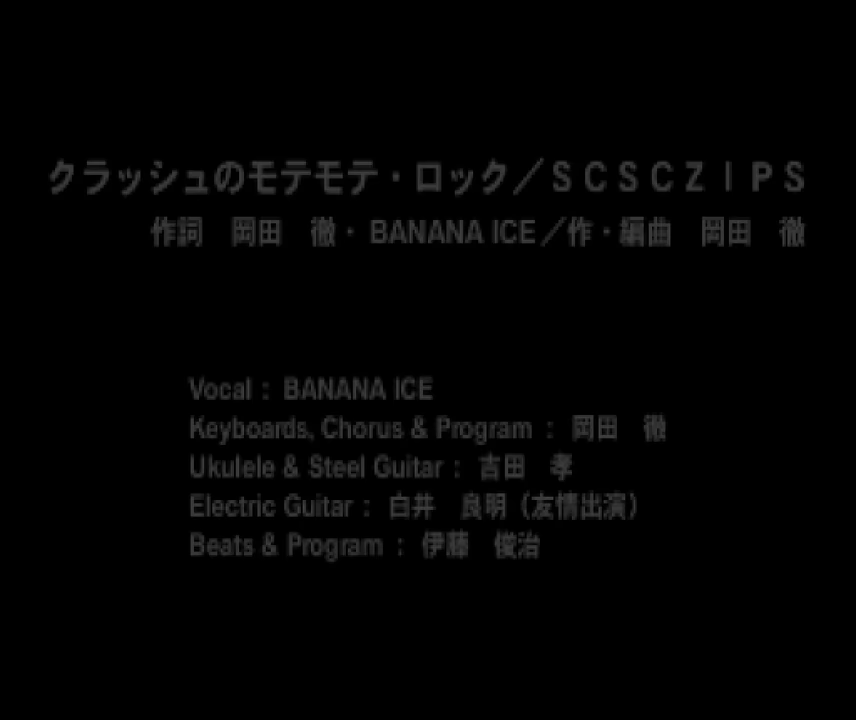 クラッシュのモテモテ・ロック／ＳＣＳＣＺＩＰＳ
作詞　岡田　徹・BANANA ICE／作・編曲　岡田　徹
Vocal： BANANA ICE
Keyboards, Chorus & Program ： 岡田　徹
Ukulele & Steel Guitar： 吉田　孝
Electric Guitar： 白井　良明（友情出演）
Beats & Program ： 伊藤　俊治